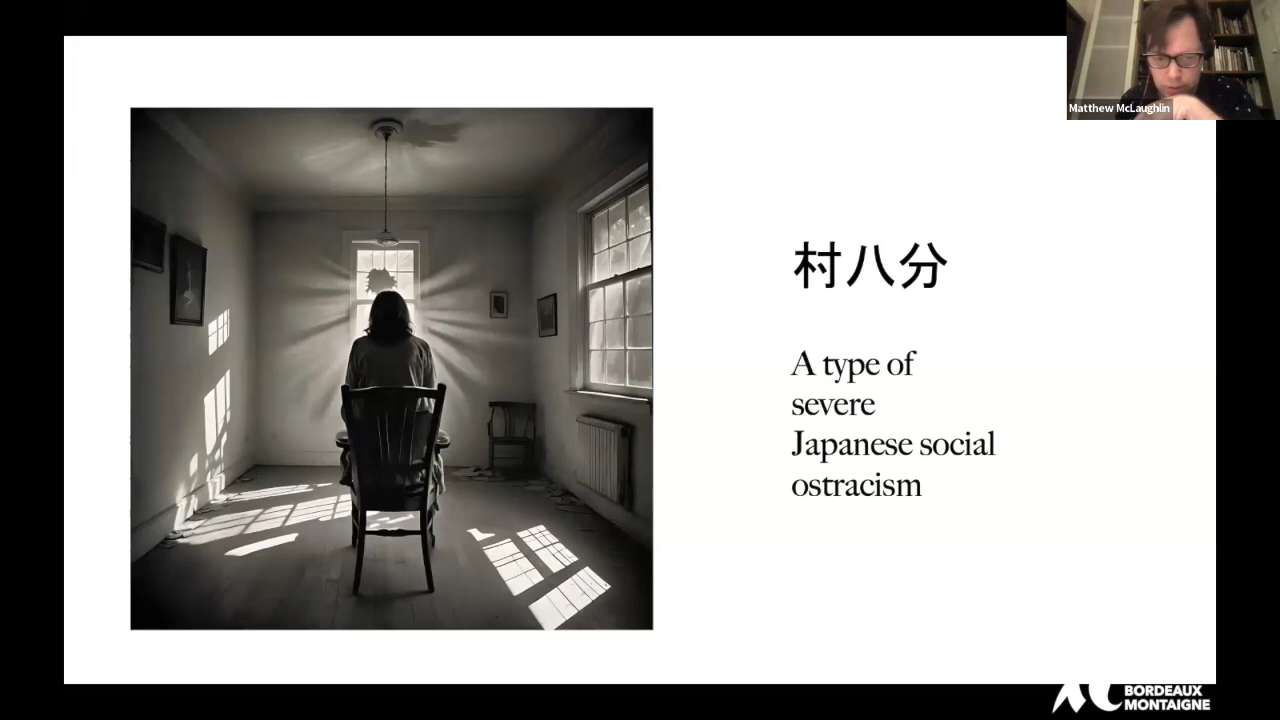 Matthew McLaughlin
村八分
A type of
severe
Japanese social
ostracism
BORDEAUX
MONTAIGNE